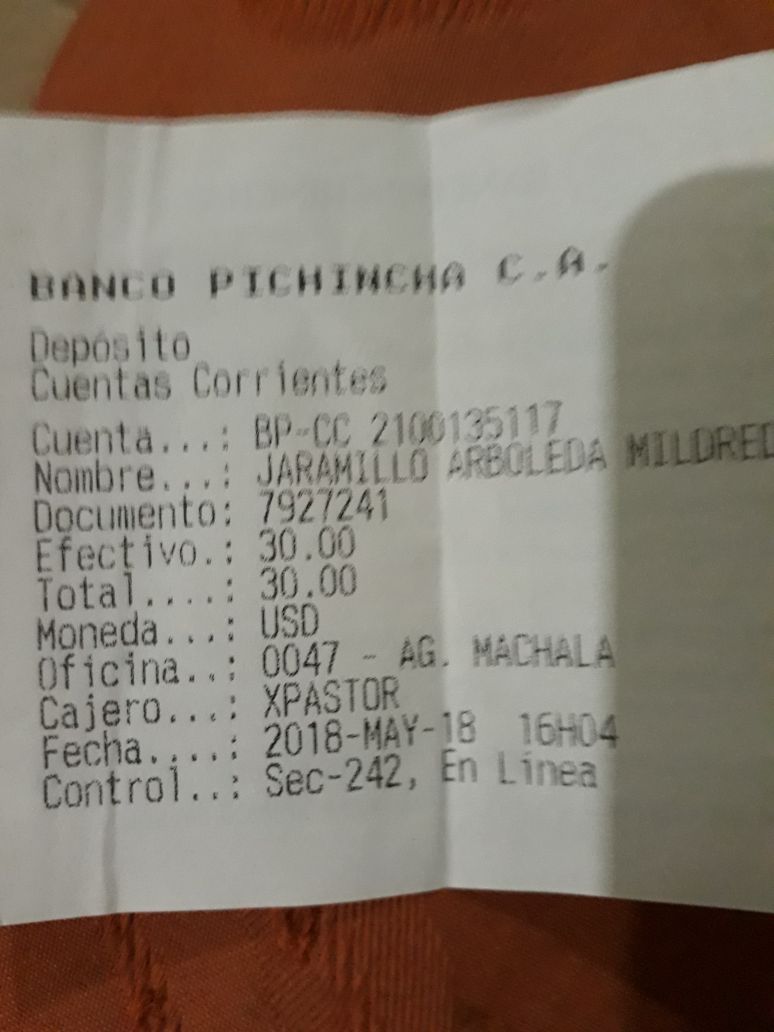 BANCO PICHINCHA C.A.
Depósito
Cuentas Corrientes
Cuenta...: BP-CC 2100135117
Nombre...: JARAMILLO ARBOLEDA MILDRED
Documento: 7927241
Efectivo.: 30.00
Total....: 30.00
Moneda...: USD
Oficina..: 0047 - AG. MACHALA
Cajero...: XPASTOR
Fecha....: 2018-MAY-18 16H04
Control..: Sec-242, En Línea